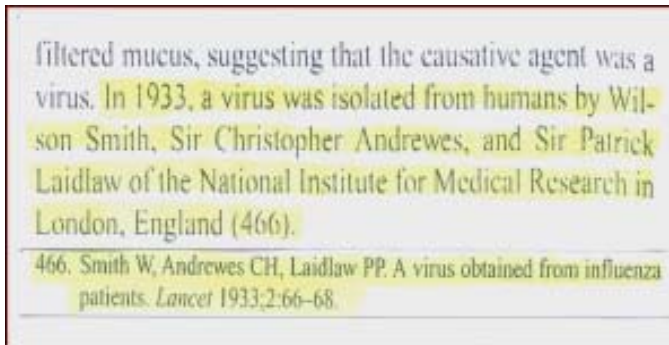 filtered mucus, suggesting that the causative agent was a
virus. In 1933, a virus was isolated from humans by Wil-
son Smith, Sir Christopher Andrewes, and Sir Patrick
Laidlaw of the National Institute for Medical Research in
London, England (466).
466. Smith W, Andrewes CH, Laidlaw PP. A virus obtained from influenza
patients. Lancet 1933;2:66–68.